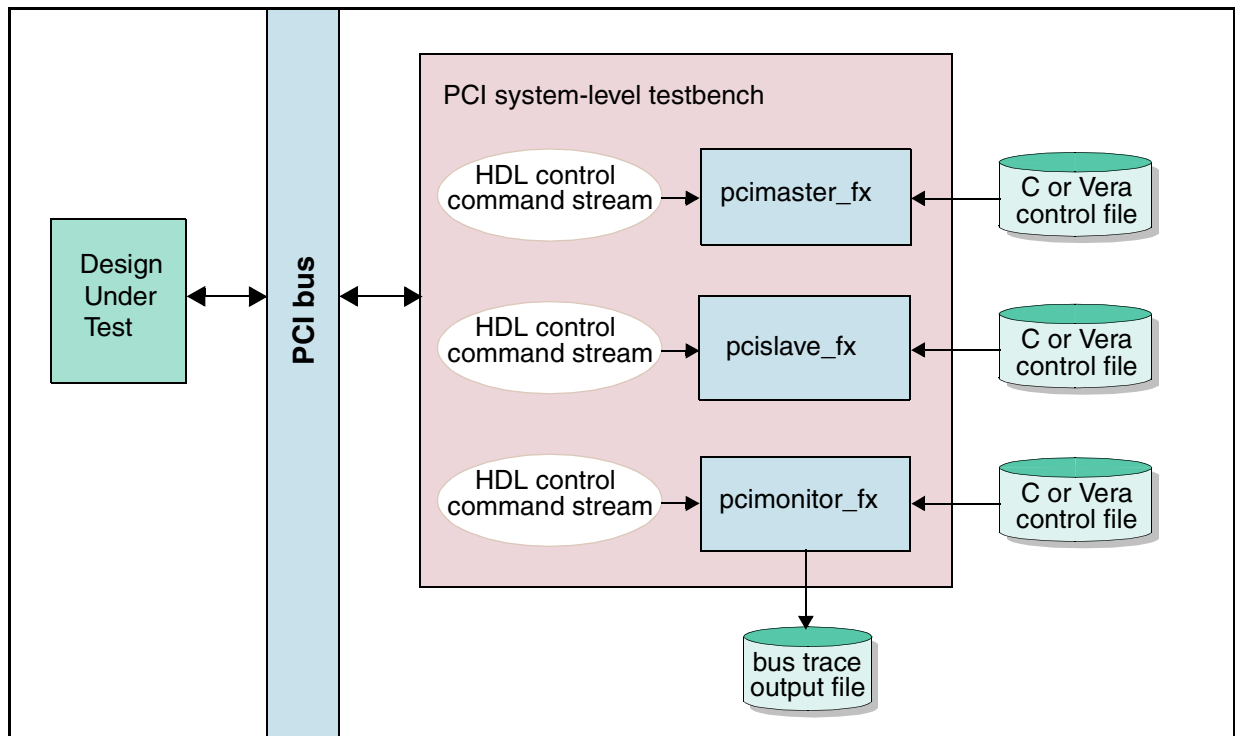 PCI system-level testbench
HDL control
command stream
pcimaster_fx
C or Vera
control file
Design
Under
Test
PCI bus
HDL control
command stream
pcislave_fx
C or Vera
control file
HDL control
command stream
pcimonitor_fx
C or Vera
control file
bus trace
output file